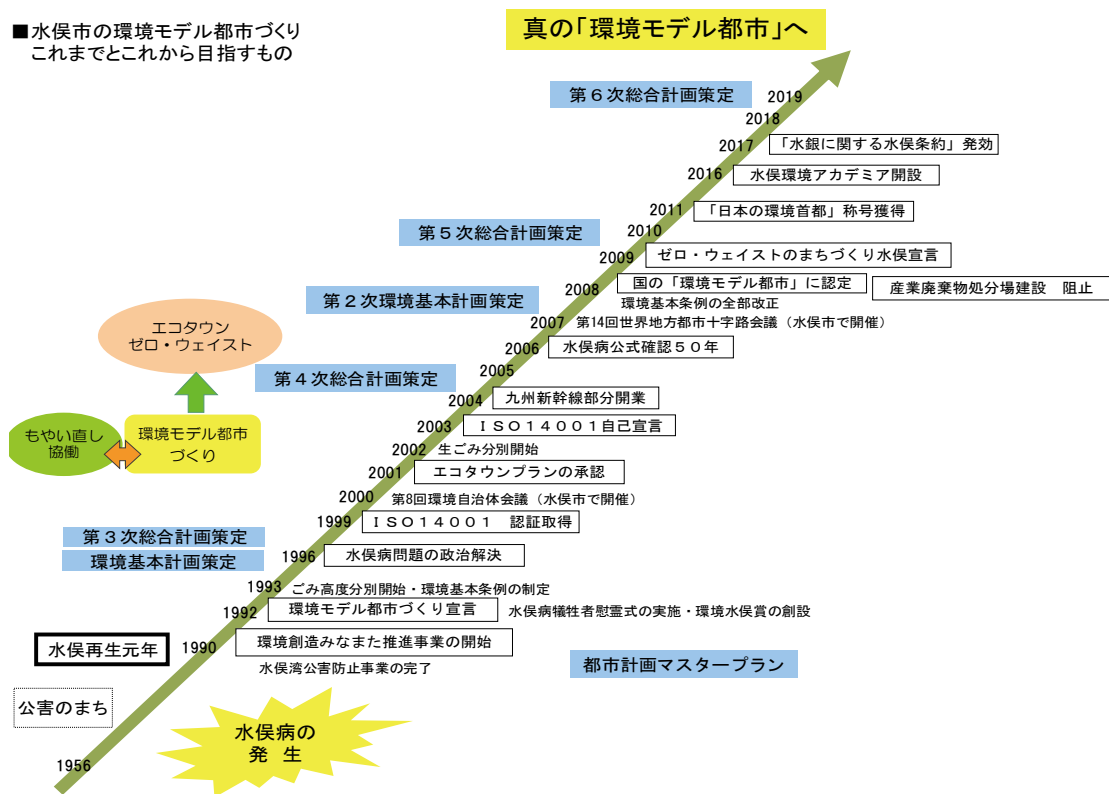 ■水俣市の環境モデル都市づくり
これまでとこれから目指すもの
真の「環境モデル都市」へ
第６次総合計画策定
2019
2018
2017
「水銀に関する水俣条約」発効
2016
水俣環境アカデミア開設
2011
「日本の環境首都」称号獲得
第５次総合計画策定
2010
2009
ゼロ・ウェイストのまちづくり水俣宣言
第２次環境基本計画策定
2008
国の「環境モデル都市」に認定
産業廃棄物処分場建設　阻止
環境基本条例の全部改正
2007
第14回世界地方都市十字路会議（水俣市で開催）
エコタウン
ゼロ・ウェイスト
2006
水俣病公式確認５０年
第４次総合計画策定
2005
2004
九州新幹線部分開業
もやい直し
協働
環境モデル都市
づくり
2003
ＩＳＯ１４００１自己宣言
2002
生ごみ分別開始
2001
エコタウンプランの承認
2000
第8回環境自治体会議（水俣市で開催）
1999
ＩＳＯ１４００１　認証取得
第３次総合計画策定
環境基本計画策定
1996
水俣病問題の政治解決
1993
ごみ高度分別開始・環境基本条例の制定
1992
環境モデル都市づくり宣言
水俣病犠牲者慰霊式の実施・環境水俣賞の創設
水俣再生元年
1990
環境創造みなまた推進事業の開始
水俣湾公害防止事業の完了
都市計画マスタープラン
公害のまち
水俣病の
発　生
1956